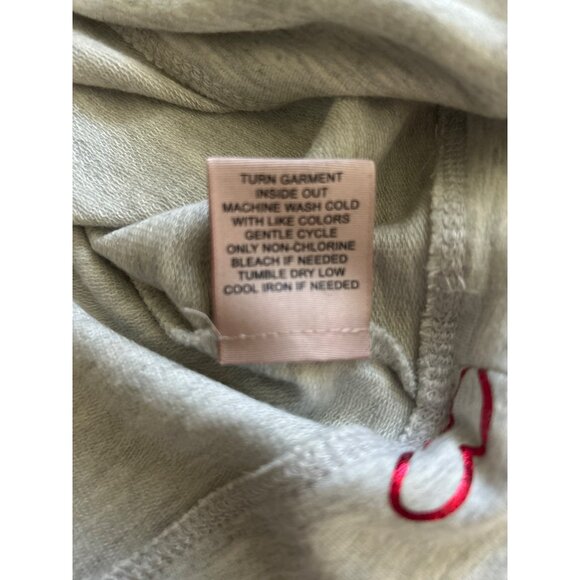 TURN GARMENT
INSIDE OUT
MACHINE WASH COLD
WITH LIKE COLORS
GENTLE CYCLE
ONLY NON-CHLORINE
BLEACH IF NEEDED
TUMBLE DRY LOW
COOL IRON IF NEEDED